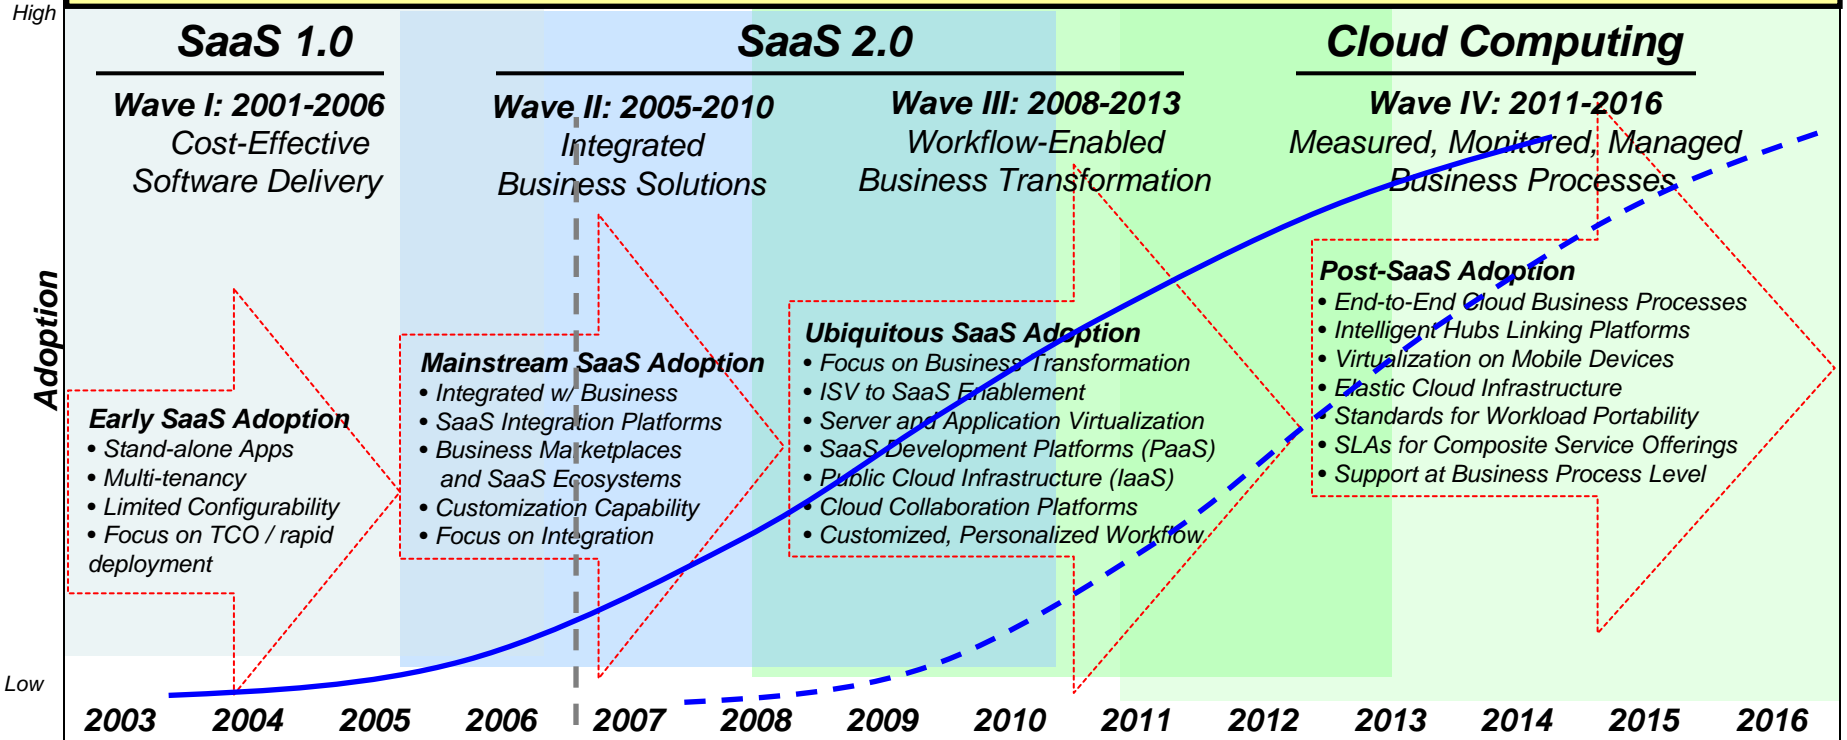 High
SaaS 1.0
SaaS 2.0
Cloud Computing
Wave I: 2001-2006
Cost-Effective
Software Delivery
Wave II: 2005-2010
Integrated
Business Solutions
Wave III: 2008-2013
Workflow-Enabled
Business Transformation
Wave IV: 2011-2016
Measured, Monitored, Managed
Business Processes
Adoption
Early SaaS Adoption
• Stand-alone Apps
• Multi-tenancy
• Limited Configurability
• Focus on TCO / rapid
deployment
Mainstream SaaS Adoption
• Integrated w/ Business
• SaaS Integration Platforms
• Business Marketplaces
and SaaS Ecosystems
• Customization Capability
• Focus on Integration
Ubiquitous SaaS Adoption
• Focus on Business Transformation
• ISV to SaaS Enablement
• Server and Application Virtualization
• SaaS Development Platforms (PaaS)
• Public Cloud Infrastructure (IaaS)
• Cloud Collaboration Platforms
• Customized, Personalized Workflow
Post-SaaS Adoption
• End-to-End Cloud Business Processes
• Intelligent Hubs Linking Platforms
• Virtualization on Mobile Devices
• Elastic Cloud Infrastructure
• Standards for Workload Portability
• SLAs for Composite Service Offerings
• Support at Business Process Level
Low
2003 2004 2005 2006 2007 2008 2009 2010 2011 2012 2013 2014 2015 2016